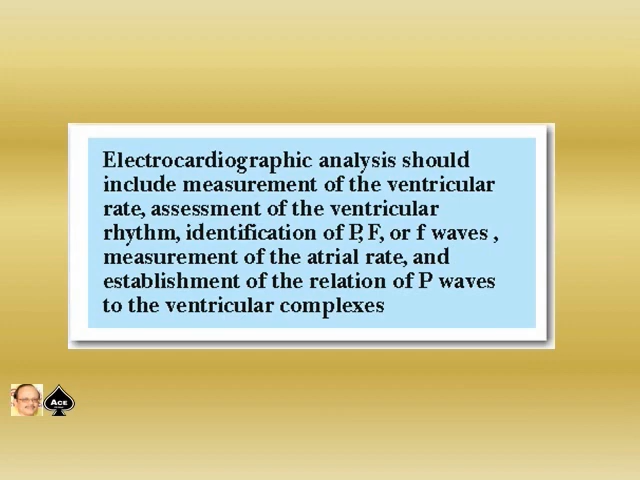 Electrocardiographic analysis should
include measurement of the ventricular
rate, assessment of the ventricular
rhythm, identification of P, F, or f waves ,
measurement of the atrial rate, and
establishment of the relation of P waves
to the ventricular complexes
ACE